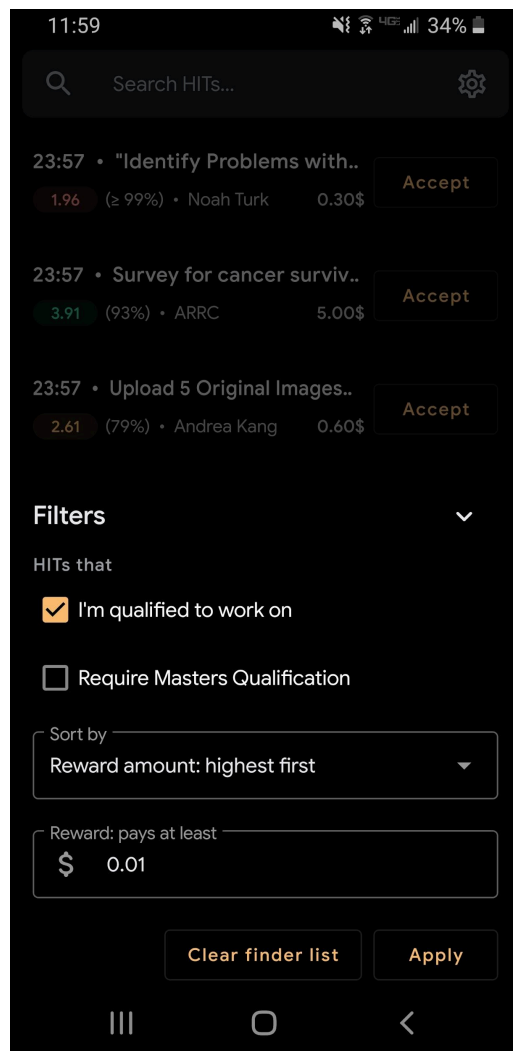 11:59 4GE 34%
Search HITs...
23:57 • "Identify Problems with..
Accept
1.96 (≥ 99%) • Noah Turk 0.30$
23:57 • Survey for cancer surviv..
Accept
3.91 (93%) • ARRC 5.00$
23:57 • Upload 5 Original Images..
Accept
2.61 (79%) • Andrea Kang 0.60$
Filters
HITs that
I'm qualified to work on
Require Masters Qualification
Sort by
Reward amount: highest first
Reward: pays at least
$ 0.01
Clear finder list Apply